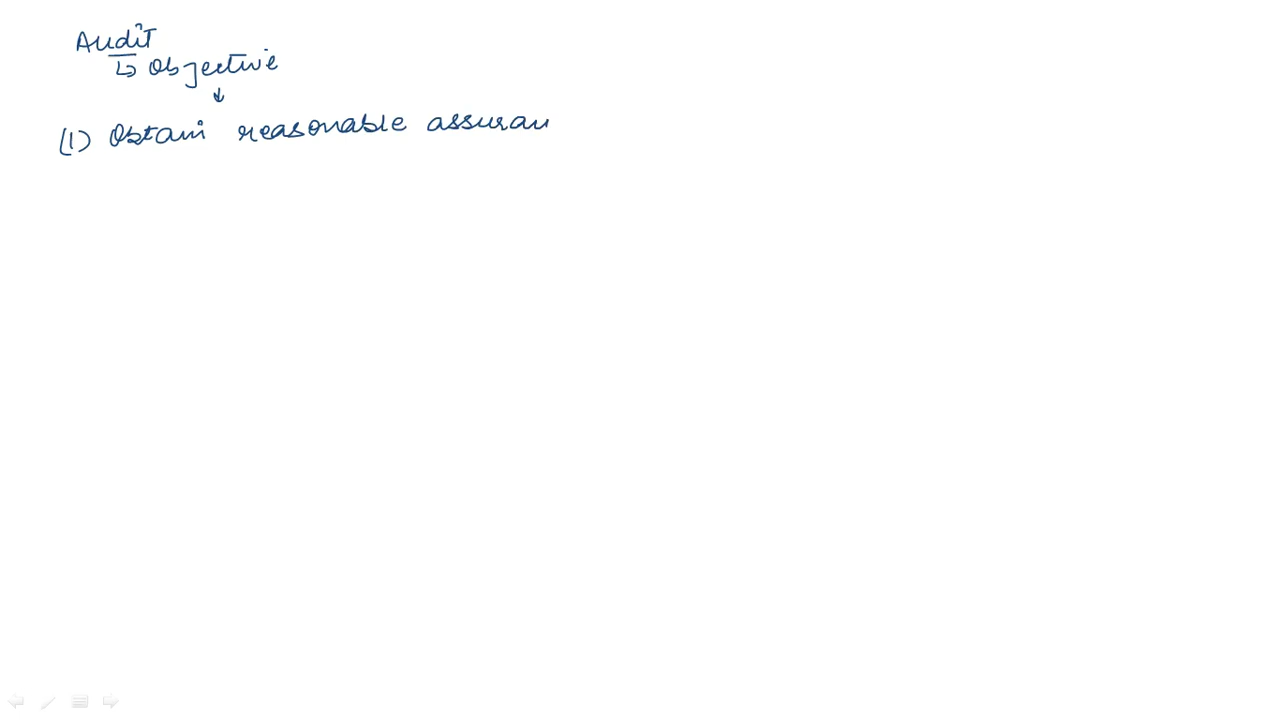 Audit
↳ Objective
↓
(1) Obtain reasonable assuran